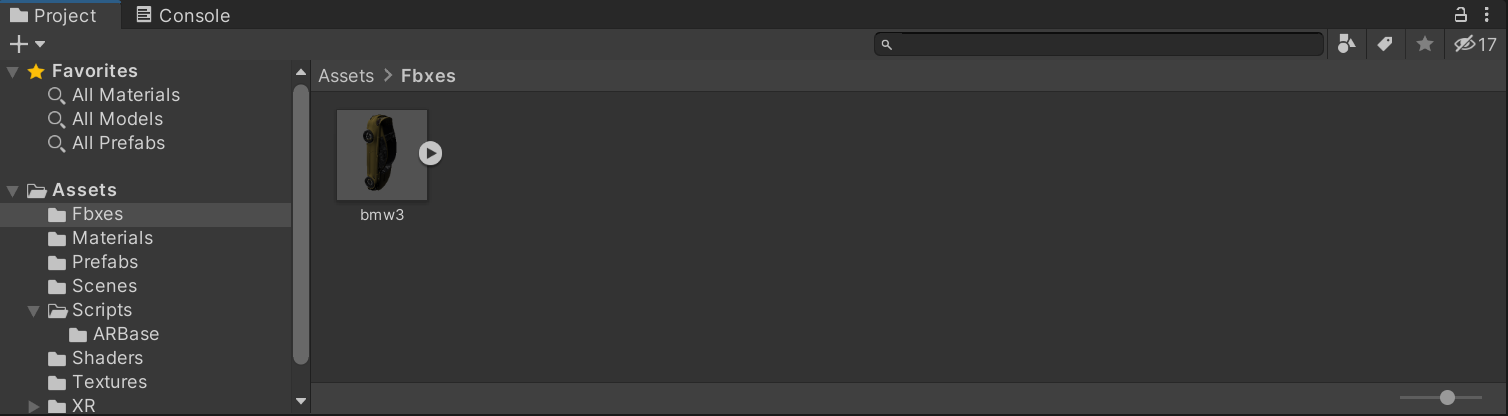 Project
Console
17
Favorites
All Materials
All Models
All Prefabs
Assets
Fbxes
Materials
Prefabs
Scenes
Scripts
ARBase
Shaders
Textures
XR
Assets > Fbxes
bmw3